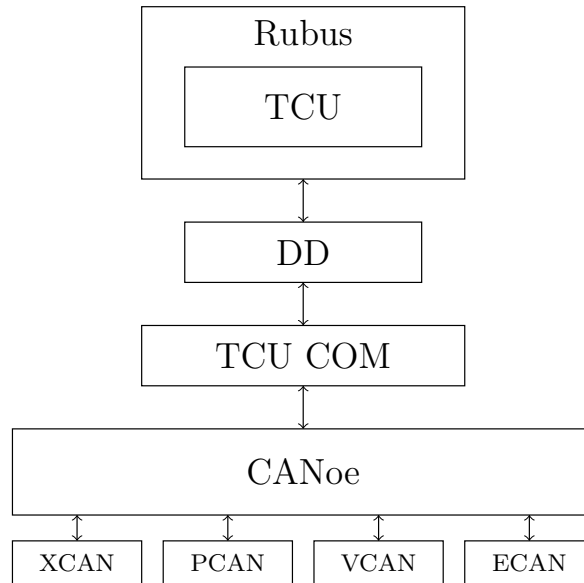 Rubus
TCU
DD
TCU COM
CANoe
XCAN PCAN VCAN ECAN